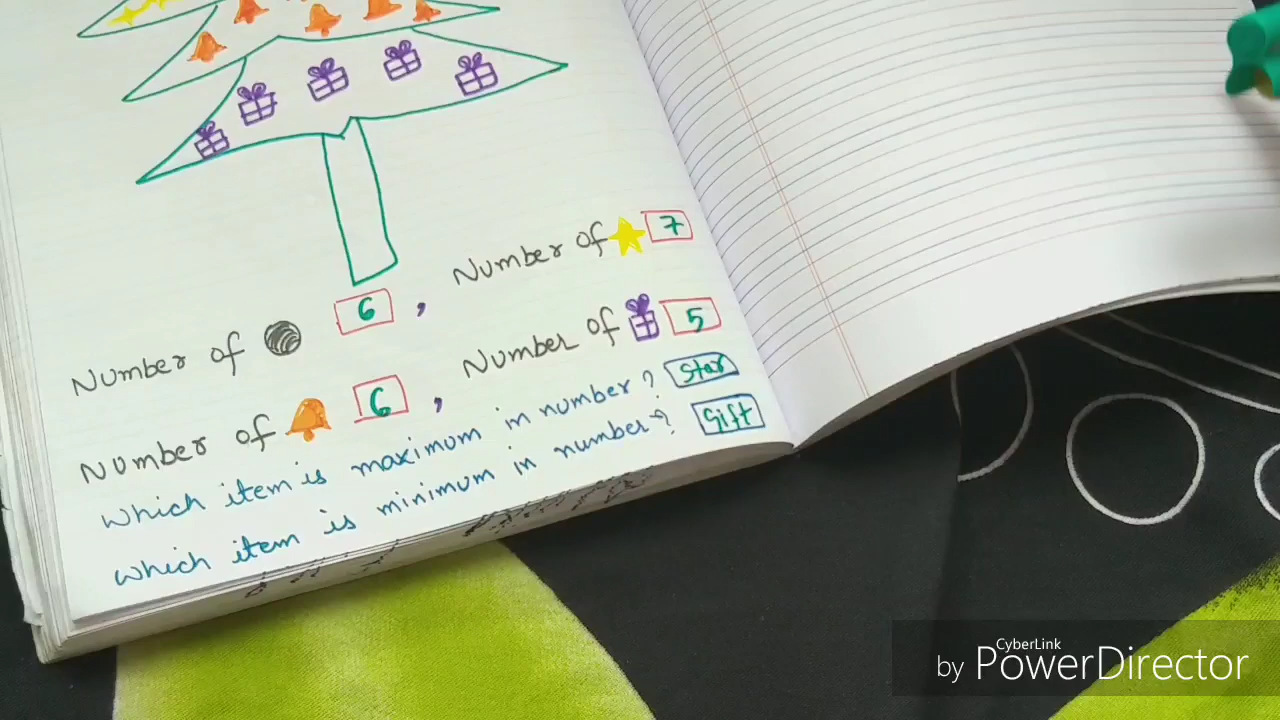 Number of 6 , Number of 7
Number of 6 , Number of 5
Which item is maximum in number? Star
Which item is minimum in number? Gift
CyberLink
by PowerDirector